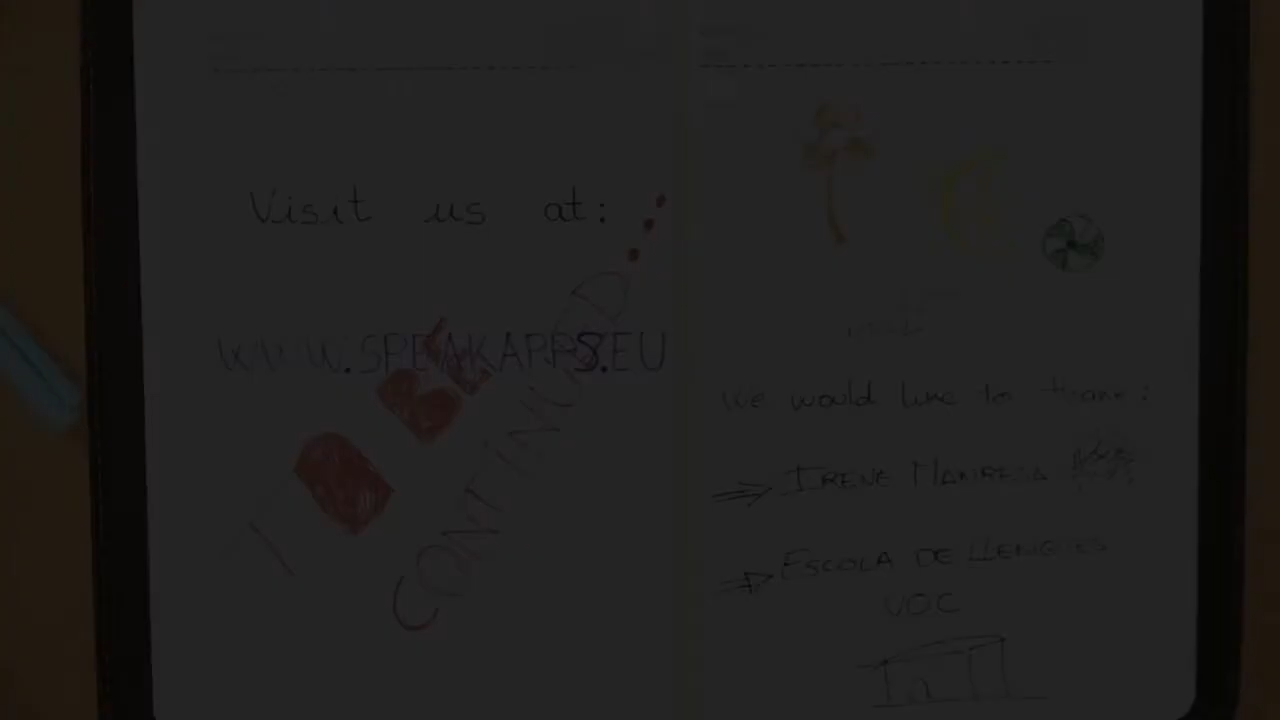 Visit us at:
WWW.SPEAKAPPS.EU
TO BE
CONTINUED...
We would like to thank:
⇒ IRENE MANRESA
⇒ ESCOLA DE LLENGÜES
UOC